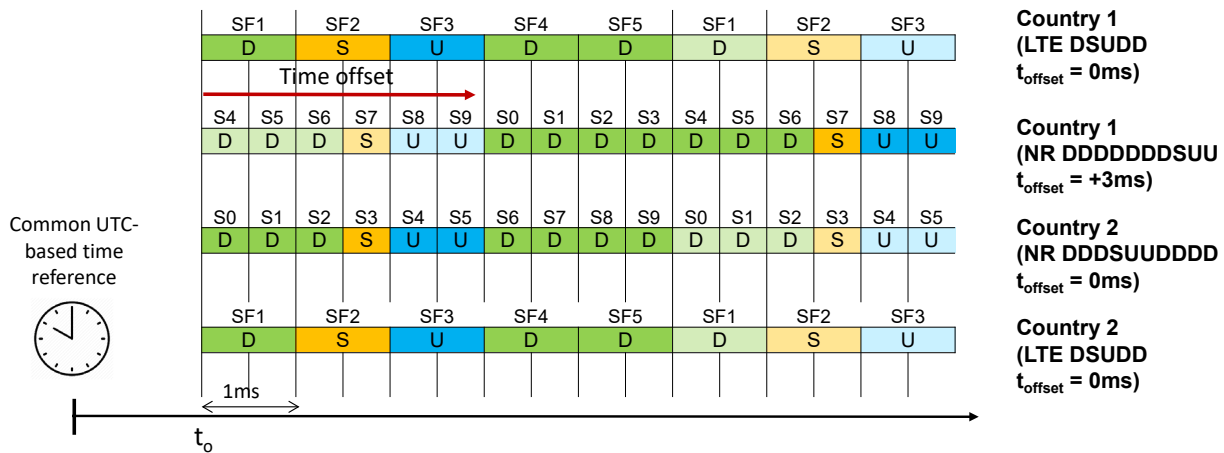 SF1 SF2 SF3 SF4 SF5 SF1 SF2 SF3
D S U D D D S U
Country 1
(LTE DSUDD
toffset = 0ms)
Time offset
S4 S5 S6 S7 S8 S9 S0 S1 S2 S3 S4 S5 S6 S7 S8 S9
D D D S U U D D D D D D D S U U
Country 1
(NR DDDDDDDSUU
toffset = +3ms)
S0 S1 S2 S3 S4 S5 S6 S7 S8 S9 S0 S1 S2 S3 S4 S5
D D D S U U D D D D D D D S U U
Country 2
(NR DDDSUUDDDD
toffset = 0ms)
Common UTC-
based time
reference
SF1 SF2 SF3 SF4 SF5 SF1 SF2 SF3
D S U D D D S U
Country 2
(LTE DSUDD
toffset = 0ms)
1ms
to